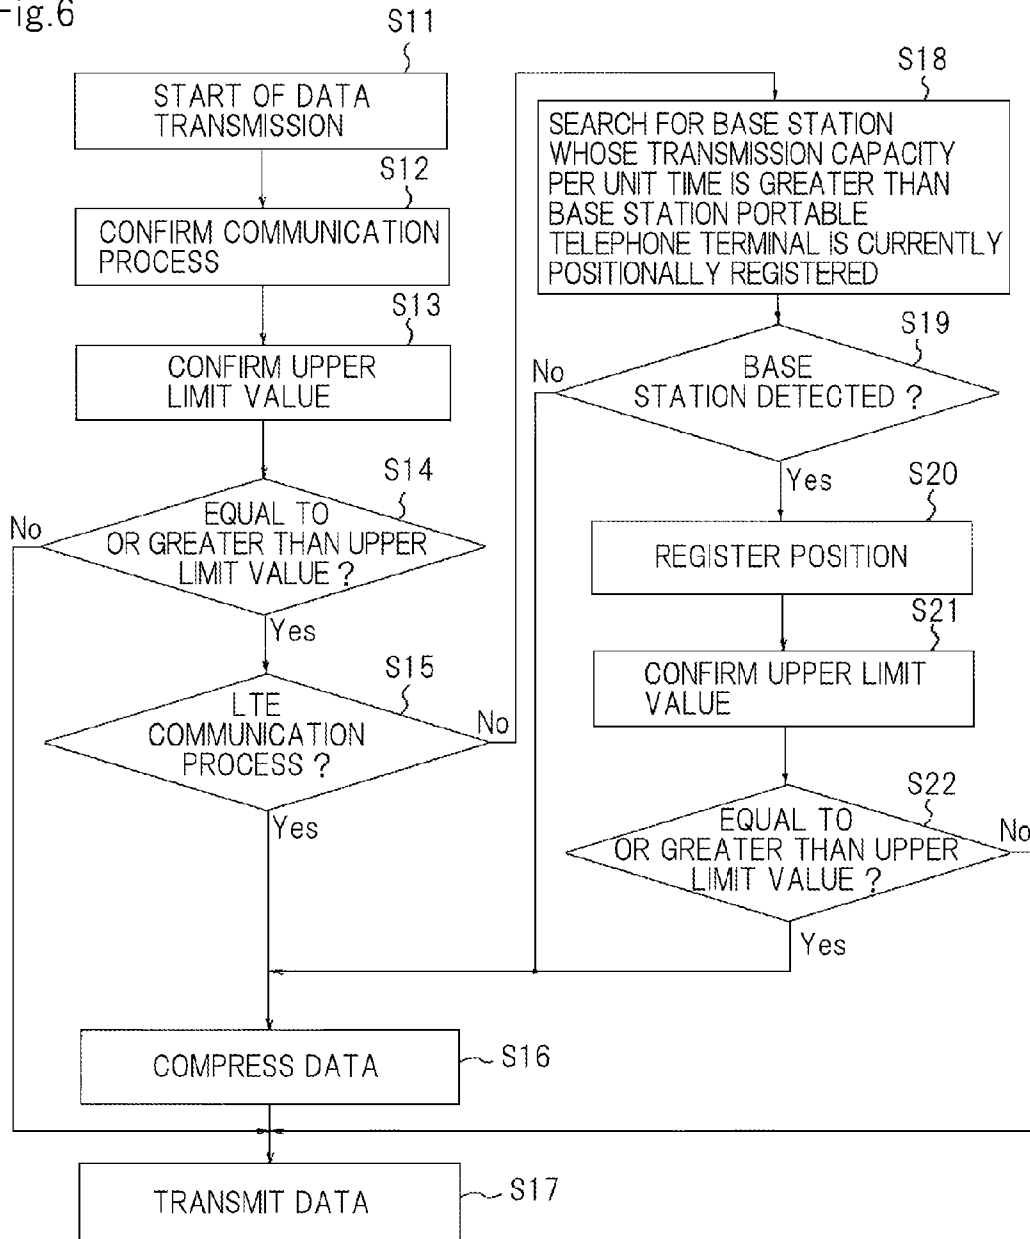 Fig.6
S11
START OF DATA
TRANSMISSION
S12
CONFIRM COMMUNICATION
PROCESS
S13
CONFIRM UPPER
LIMIT VALUE
S14
EQUAL TO
OR GREATER THAN UPPER
LIMIT VALUE ?
No
Yes
S15
LTE
COMMUNICATION
PROCESS ?
No
Yes
S16
COMPRESS DATA
S17
TRANSMIT DATA
S18
SEARCH FOR BASE STATION
WHOSE TRANSMISSION CAPACITY
PER UNIT TIME IS GREATER THAN
BASE STATION PORTABLE
TELEPHONE TERMINAL IS CURRENTLY
POSITIONALLY REGISTERED
S19
BASE
STATION DETECTED ?
No
Yes
S20
REGISTER POSITION
S21
CONFIRM UPPER LIMIT
VALUE
S22
EQUAL TO
OR GREATER THAN UPPER
LIMIT VALUE ?
No
Yes